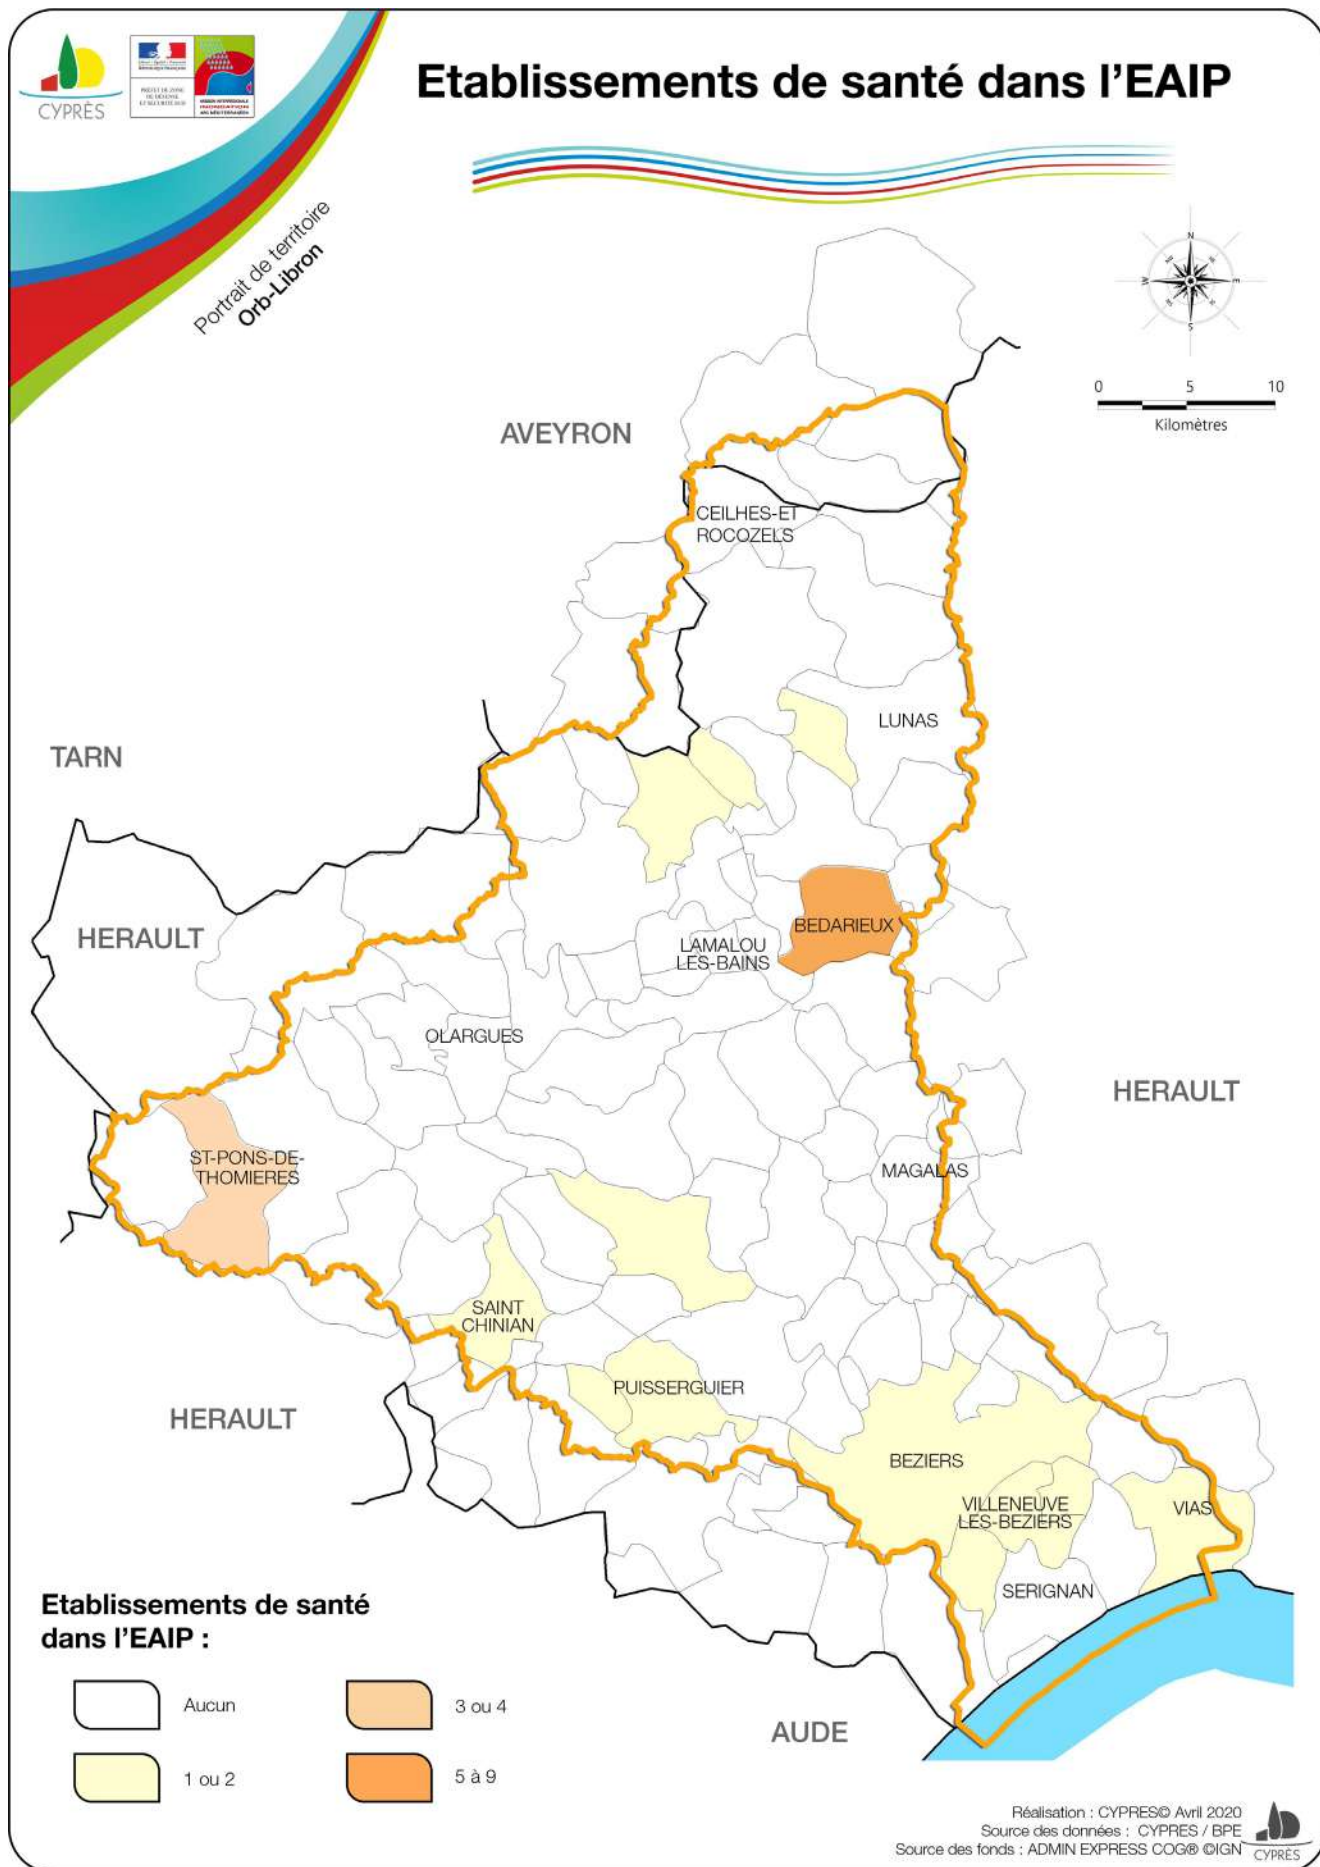 CYPRÈS
Etablissements de santé dans l'EAIP
Portrait de territoire
Orb-Libron
N
W
E
S
0 5 10
Kilomètres
AVEYRON
CEILHES-ET
ROCOZELS
LUNAS
TARN
HERAULT
BEDARIEUX
LAMALOU
LES-BAINS
OLARGUES
HERAULT
ST-PONS-DE-
THOMIERES
MAGALAS
SAINT
CHINIAN
PUISSERGUIER
HERAULT
BEZIERS
VILLENEUVE
LES-BEZIERS
VIAS
SERIGNAN
AUDE
Etablissements de santé
dans l'EAIP :
Aucun
3 ou 4
1 ou 2
5 à 9
Réalisation : CYPRES© Avril 2020
Source des données : CYPRES / BPE
Source des fonds : ADMIN EXPRESS COG® ©IGN
CYPRÈS